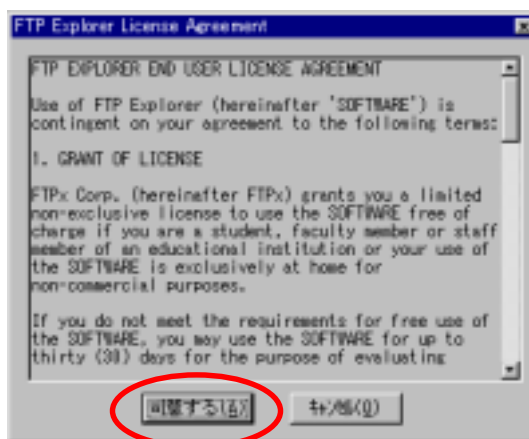 FTP Explorer License Agreement
FTP EXPLORER END USER LICENSE AGREEMENT
Use of FTP Explorer (hereinafter 'SOFTWARE') is
contingent on your agreement to the following terms:
1. GRANT OF LICENSE
FTPx Corp. (hereinafter FTPx) grants you a limited
non-exclusive license to use the SOFTWARE free of
charge if you are a student, faculty member or staff
member of an educational institution or your use of
the SOFTWARE is exclusively at home for
non-commercial purposes.
If you do not meet the requirements for free use of
the SOFTWARE, you may use the SOFTWARE for up to
thirty (30) days for the purpose of evaluating
する(A)
ｷｬﾝｾﾙ(Q)